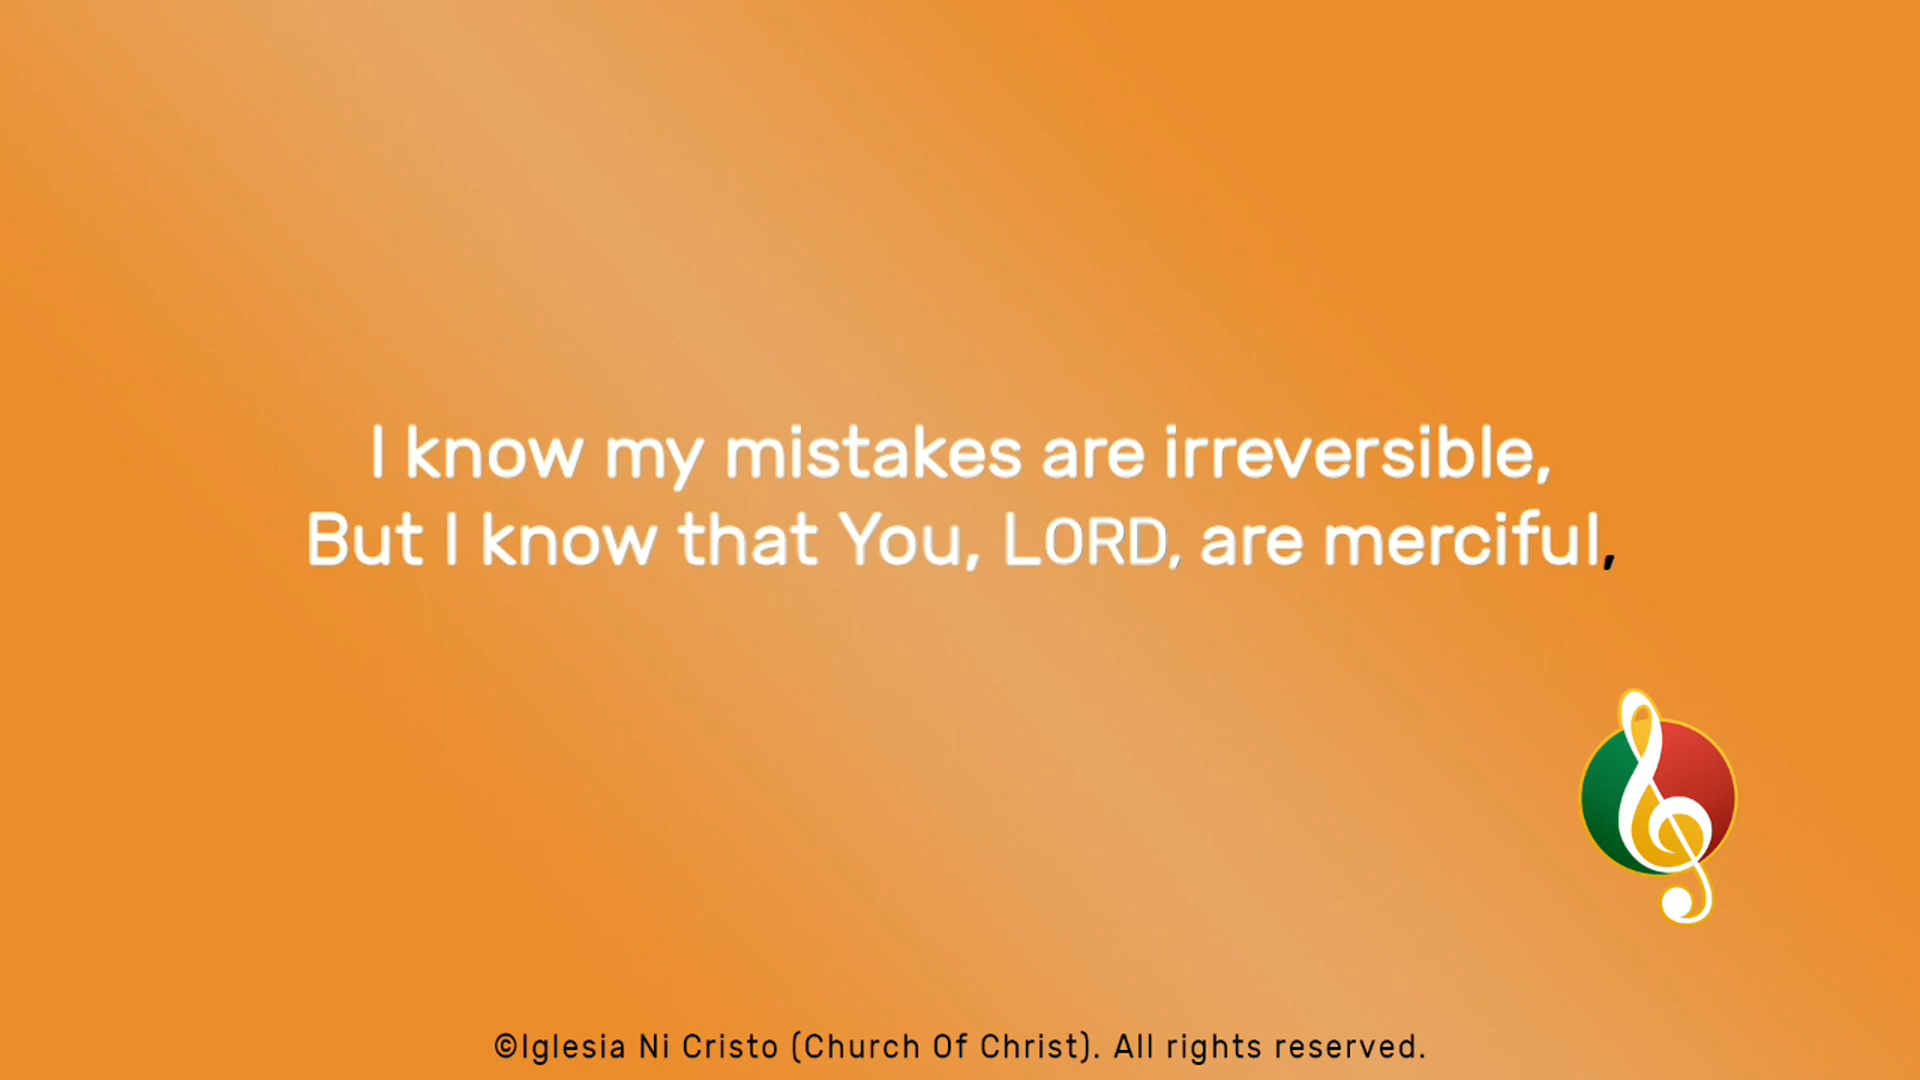 I know my mistakes are irreversible,
But I know that You, LORD, are merciful,
©Iglesia Ni Cristo (Church Of Christ). All rights reserved.